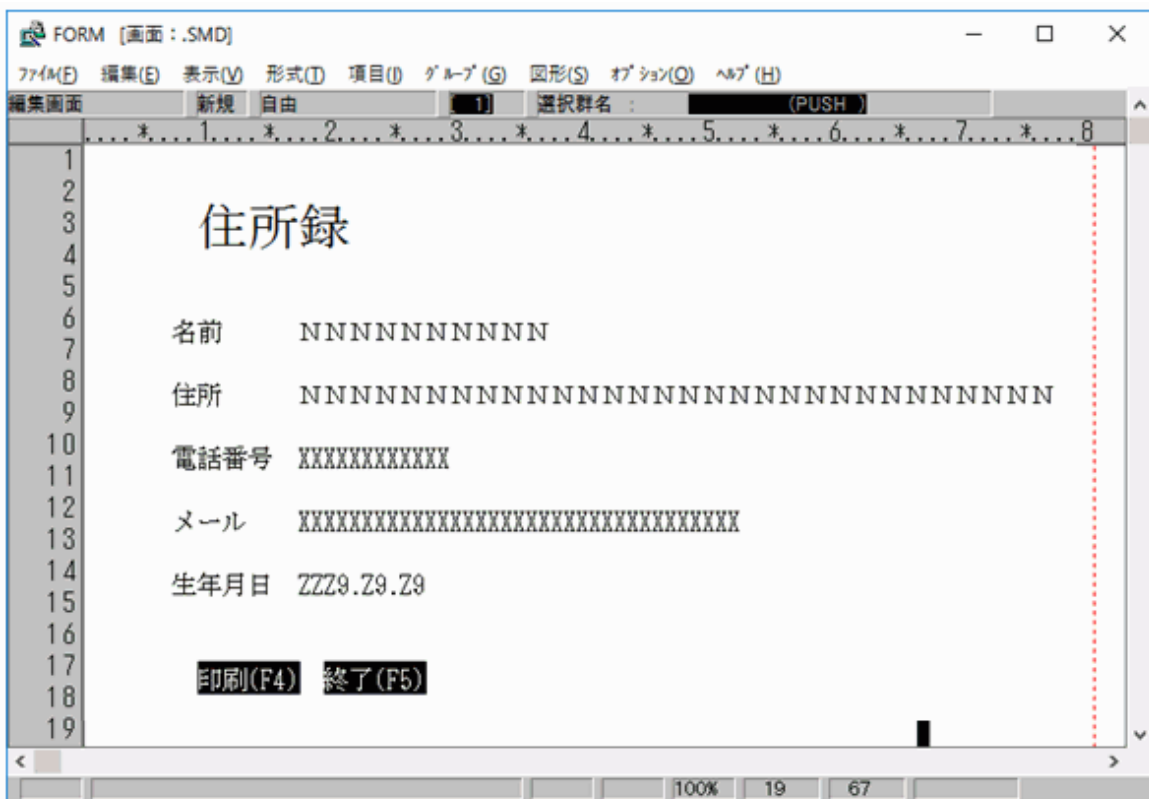 FORM [画面:.SMD]
ファイル(F) 編集(E) 表示(V) 形式(T) 項目(I) グループ(G) 図形(S) オプション(O) ヘルプ(H)
編集画面 新規 自由 [ 1] 選択群名 : (PUSH )
....*....1....*....2....*....3....*....4....*....5....*....6....*....7....*....8
1
2
3 住所録
4
5
6 名前 NNNNNNNNNN
7
8 住所 NNNNNNNNNNNNNNNNNNNNNNNNNNNNNN
9
10 電話番号 XXXXXXXXXXXX
11
12 メール XXXXXXXXXXXXXXXXXXXXXXXXXXXXXXXXXXX
13
14 生年月日 ZZZ9.Z9.Z9
15
16
17 印刷(F4) 終了(F5)
18
19
100% 19 67